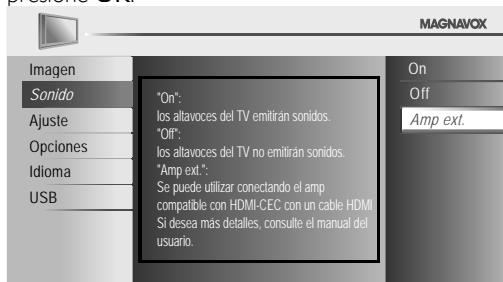 presione OK.
MAGNAVOX
Imagen
Sonido
Ajuste
Opciones
Idioma
USB
"On":
los altavoces del TV emitirán sonidos.
"Off":
los altavoces del TV no emitirán sonidos.
"Amp ext.":
Se puede utilizar conectando el amp
compatible con HDMI-CEC con un cable HDMI
Si desea más detalles, consulte el manual del
usuario.
On
Off
Amp ext.